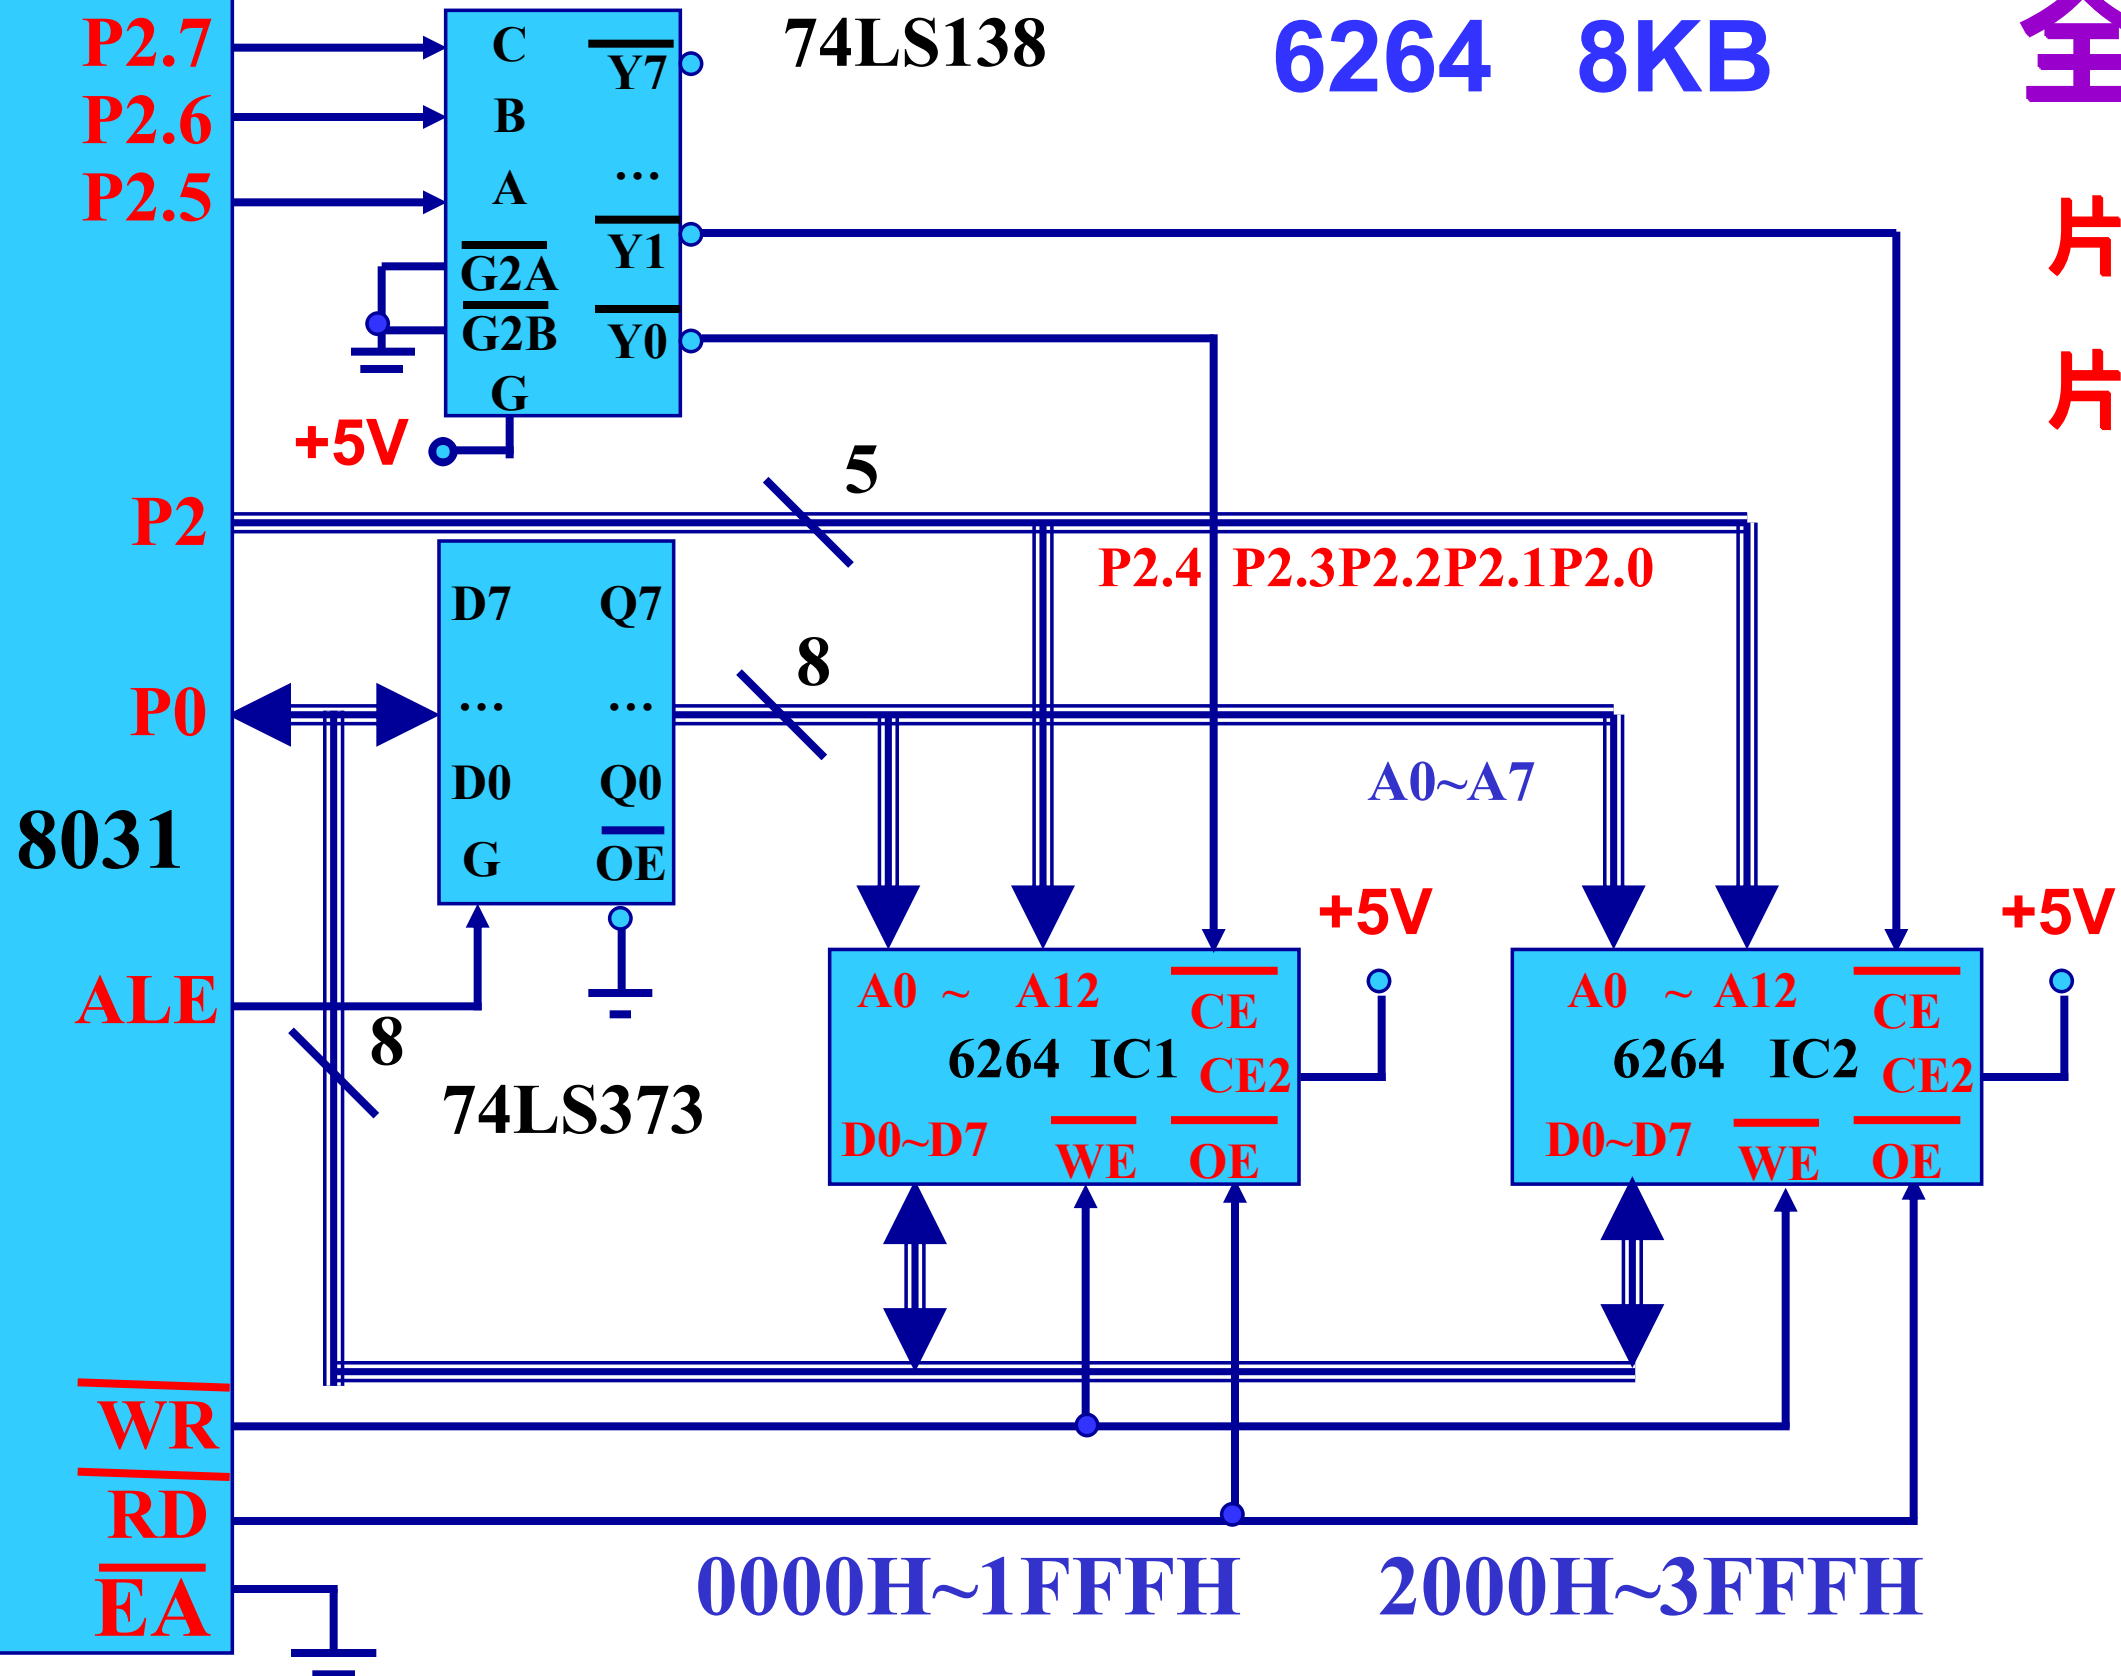 74LS138 6264 8KB 全
P2.7
P2.6
P2.5
C
B
A
G2A
G2B
G
Y7
...
Y1
Y0
片
片
+5V
P2
5
P2.4 P2.3P2.2P2.1P2.0
D7 Q7
... ...
D0 Q0
G OE
8
P0
A0~A7
8031
ALE
8
74LS373
+5V
+5V
A0 ~ A12 CE
6264 IC1 CE2
D0~D7 WE OE
A0 ~ A12 CE
6264 IC2 CE2
D0~D7 WE OE
WR
RD
EA
0000H~1FFFH 2000H~3FFFH